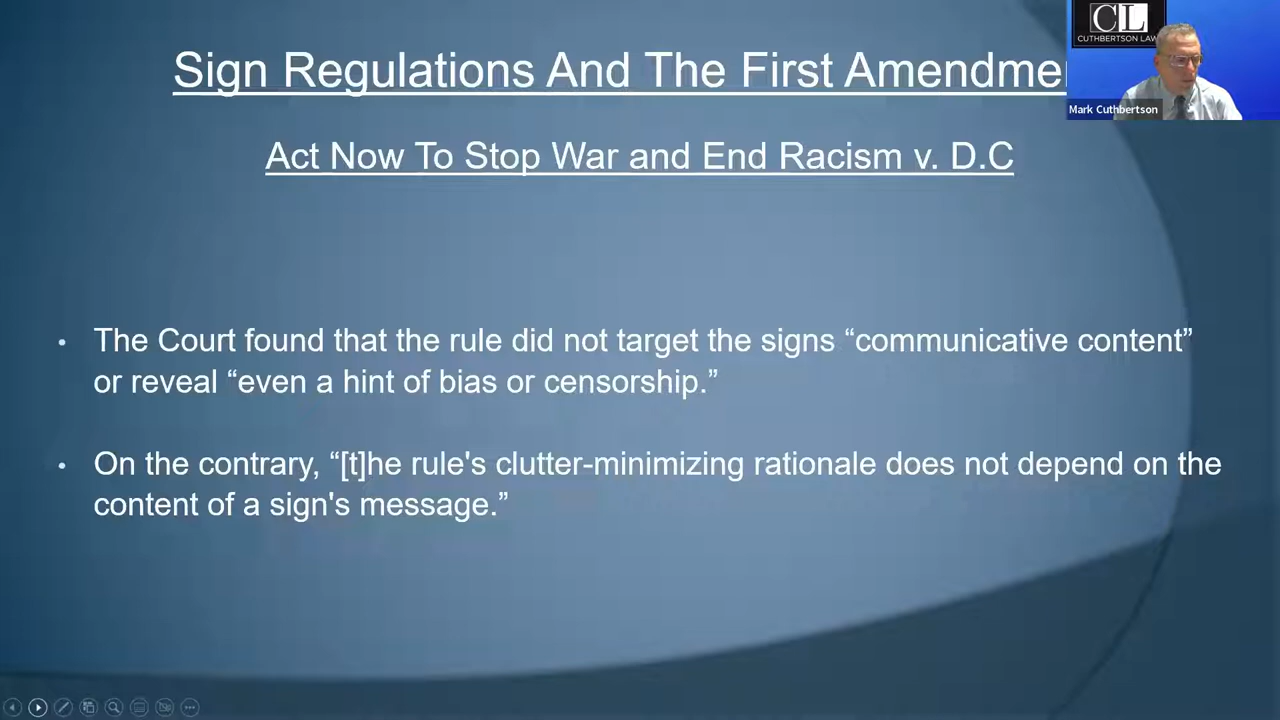 Sign Regulations And The First Amendmen
CL
CUTHBERTSON LAW
Mark Cuthbertson
Act Now To Stop War and End Racism v. D.C
• The Court found that the rule did not target the signs “communicative content”
or reveal “even a hint of bias or censorship.”
• On the contrary, “[t]he rule's clutter-minimizing rationale does not depend on the
content of a sign's message.”